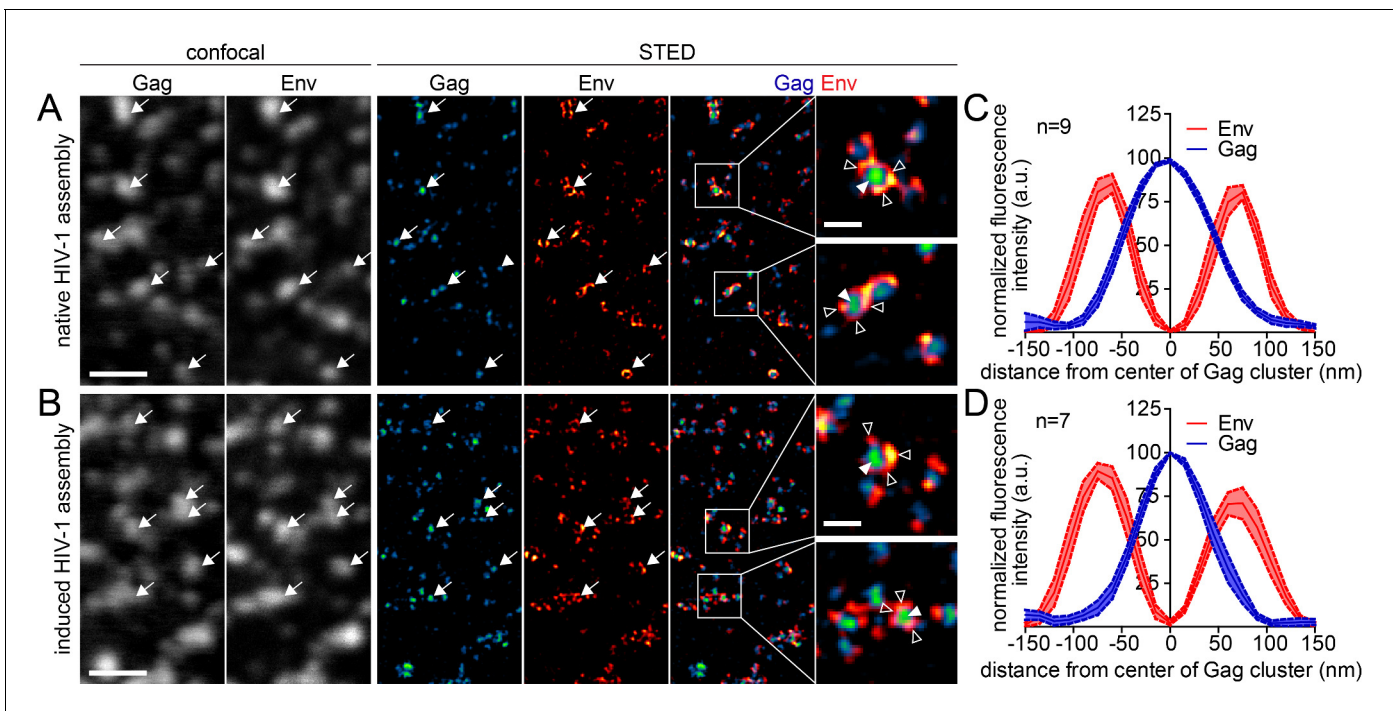 confocal
STED
Gag
Env
Gag
Env
Gag Env
A
native HIV-1 assembly
B
induced HIV-1 assembly
C
n=9
Env
Gag
normalized fluorescence
intensity (a.u.)
125
100
75
50
25
-150 -100 -50 0 50 100 150
distance from center of Gag cluster (nm)
D
n=7
Env
Gag
normalized fluorescence
intensity (a.u.)
125
100
75
50
25
-150 -100 -50 0 50 100 150
distance from center of Gag cluster (nm)